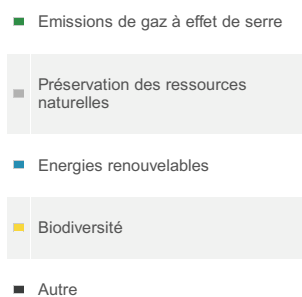 Emissions de gaz à effet de serre
Préservation des ressources
naturelles
Energies renouvelables
Biodiversité
Autre